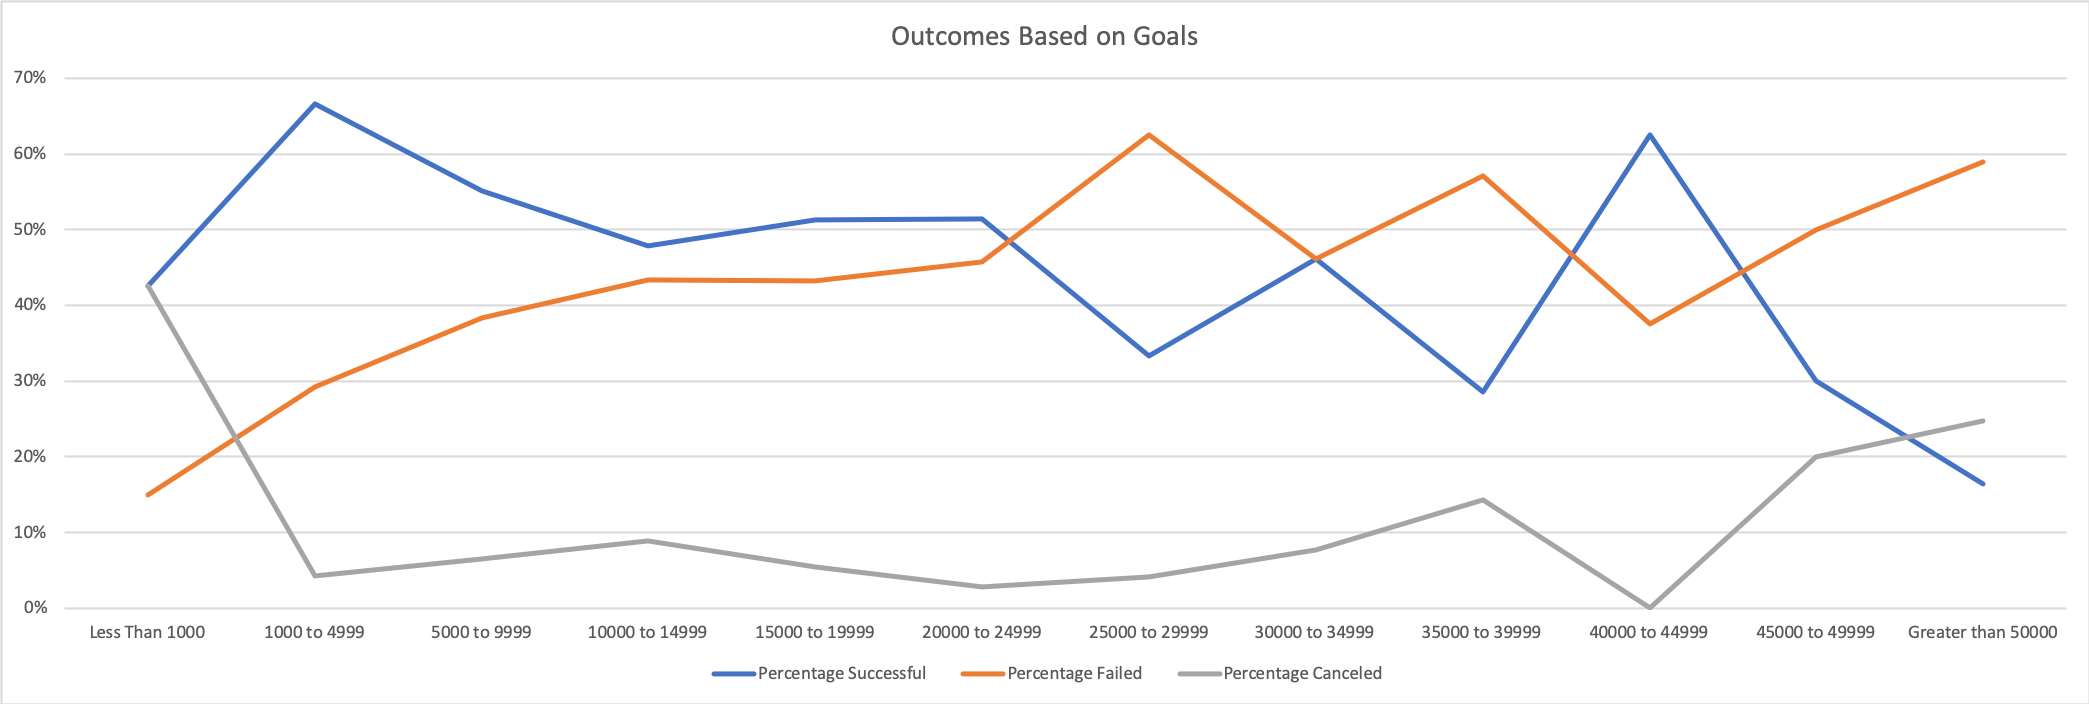 Outcomes Based on Goals
70%
60%
50%
40%
30%
20%
10%
0%
Less Than 1000 1000 to 4999 5000 to 9999 10000 to 14999 15000 to 19999 20000 to 24999 25000 to 29999 30000 to 34999 35000 to 39999 40000 to 44999 45000 to 49999 Greater than 50000
Percentage Successful Percentage Failed Percentage Canceled